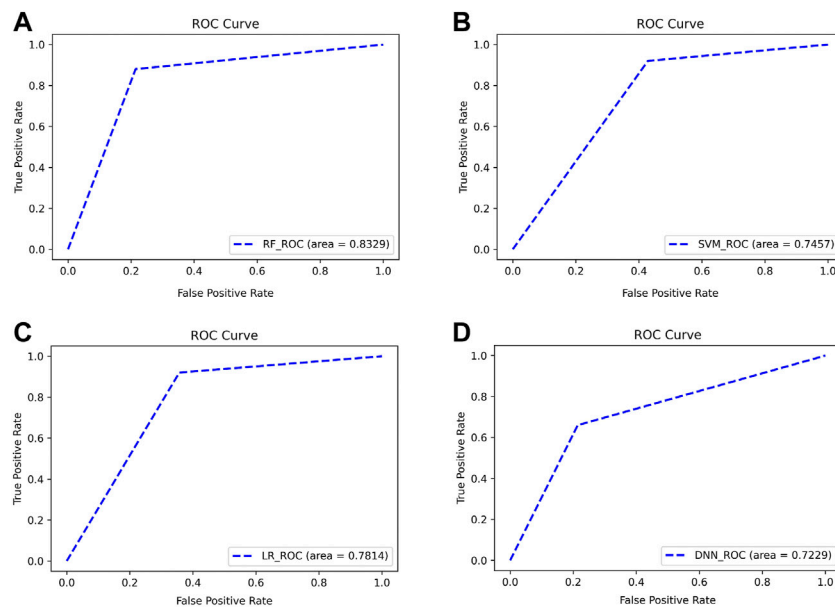 A
ROC Curve
True Positive Rate
1.0
0.8
0.6
0.4
0.2
0.0
RF_ROC (area = 0.8329)
0.0 0.2 0.4 0.6 0.8 1.0
False Positive Rate
B
ROC Curve
True Positive Rate
1.0
0.8
0.6
0.4
0.2
0.0
SVM_ROC (area = 0.7457)
0.0 0.2 0.4 0.6 0.8 1.0
False Positive Rate
C
ROC Curve
True Positive Rate
1.0
0.8
0.6
0.4
0.2
0.0
LR_ROC (area = 0.7814)
0.0 0.2 0.4 0.6 0.8 1.0
False Positive Rate
D
ROC Curve
True Positive Rate
1.0
0.8
0.6
0.4
0.2
0.0
DNN_ROC (area = 0.7229)
0.0 0.2 0.4 0.6 0.8 1.0
False Positive Rate